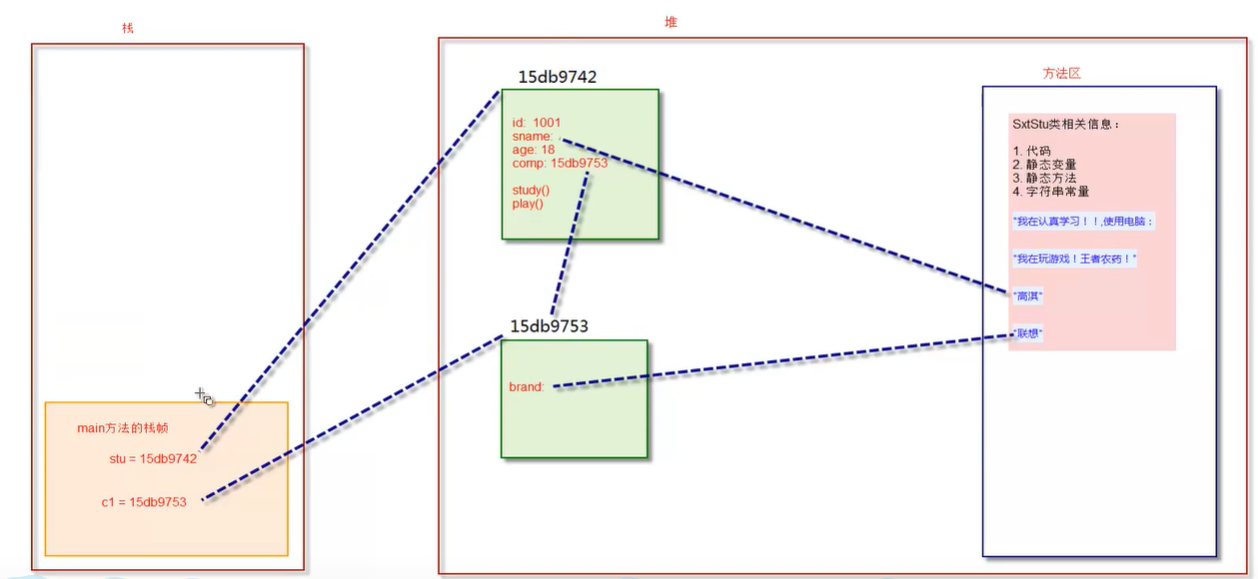 栈
堆
15db9742
方法区
id: 1001
sname:
age: 18
comp: 15db9753
study()
play()
SxtStu类相关信息：
1. 代码
2. 静态变量
3. 静态方法
4. 字符串常量
"我在认真学习！！,使用电脑：
"我在玩游戏！王者农药！"
"高淇"
"联想"
15db9753
brand:
main方法的栈帧
stu = 15db9742
c1 = 15db9753